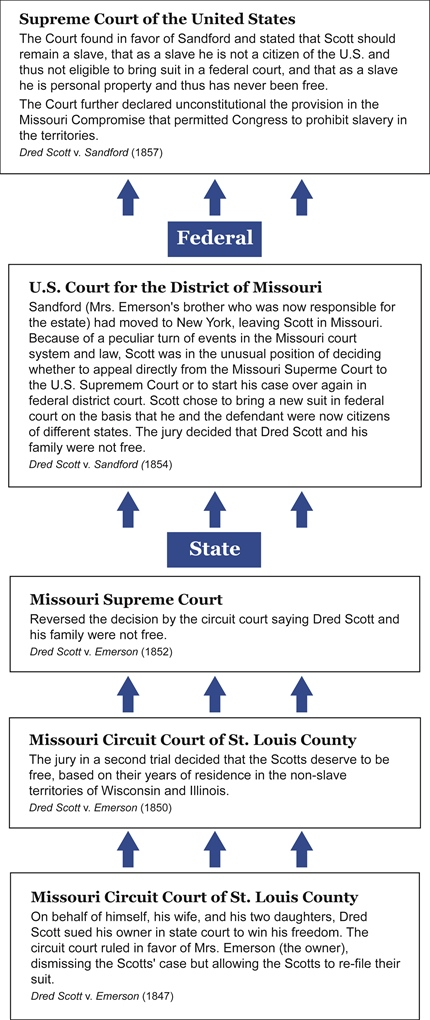 Supreme Court of the United States
The Court found in favor of Sandford and stated that Scott should
remain a slave, that as a slave he is not a citizen of the U.S. and
thus not eligible to bring suit in a federal court, and that as a slave
he is personal property and thus has never been free.
The Court further declared unconstitutional the provision in the
Missouri Compromise that permitted Congress to prohibit slavery in
the territories.
Dred Scott v. Sandford (1857)
Federal
U.S. Court for the District of Missouri
Sandford (Mrs. Emerson's brother who was now responsible for
the estate) had moved to New York, leaving Scott in Missouri.
Because of a peculiar turn of events in the Missouri court
system and law, Scott was in the unusual position of deciding
whether to appeal directly from the Missouri Superme Court to
the U.S. Supremem Court or to start his case over again in
federal district court. Scott chose to bring a new suit in federal
court on the basis that he and the defendant were now citizens
of different states. The jury decided that Dred Scott and his
family were not free.
Dred Scott v. Sandford (1854)
State
Missouri Supreme Court
Reversed the decision by the circuit court saying Dred Scott and
his family were not free.
Dred Scott v. Emerson (1852)
Missouri Circuit Court of St. Louis County
The jury in a second trial decided that the Scotts deserve to be
free, based on their years of residence in the non-slave
territories of Wisconsin and Illinois.
Dred Scott v. Emerson (1850)
Missouri Circuit Court of St. Louis County
On behalf of himself, his wife, and his two daughters, Dred
Scott sued his owner in state court to win his freedom. The
circuit court ruled in favor of Mrs. Emerson (the owner),
dismissing the Scotts' case but allowing the Scotts to re-file their
suit.
Dred Scott v. Emerson (1847)